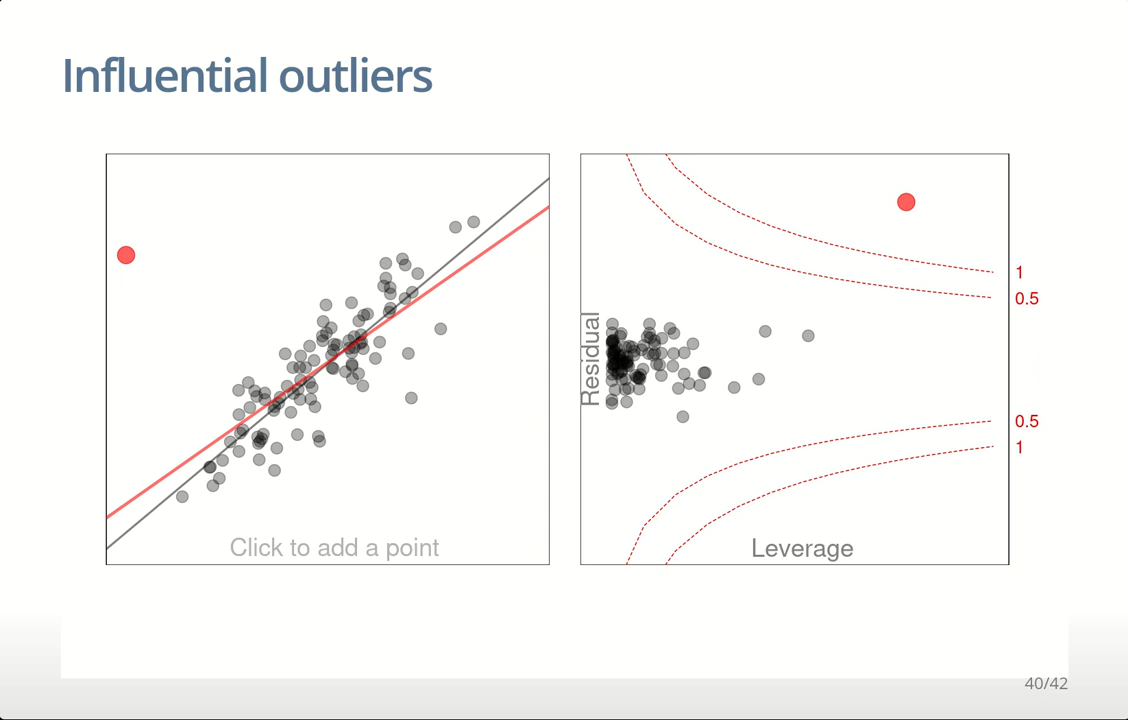 Influential outliers
Click to add a point
Residual
Leverage
1
0.5
0.5
1
40/42